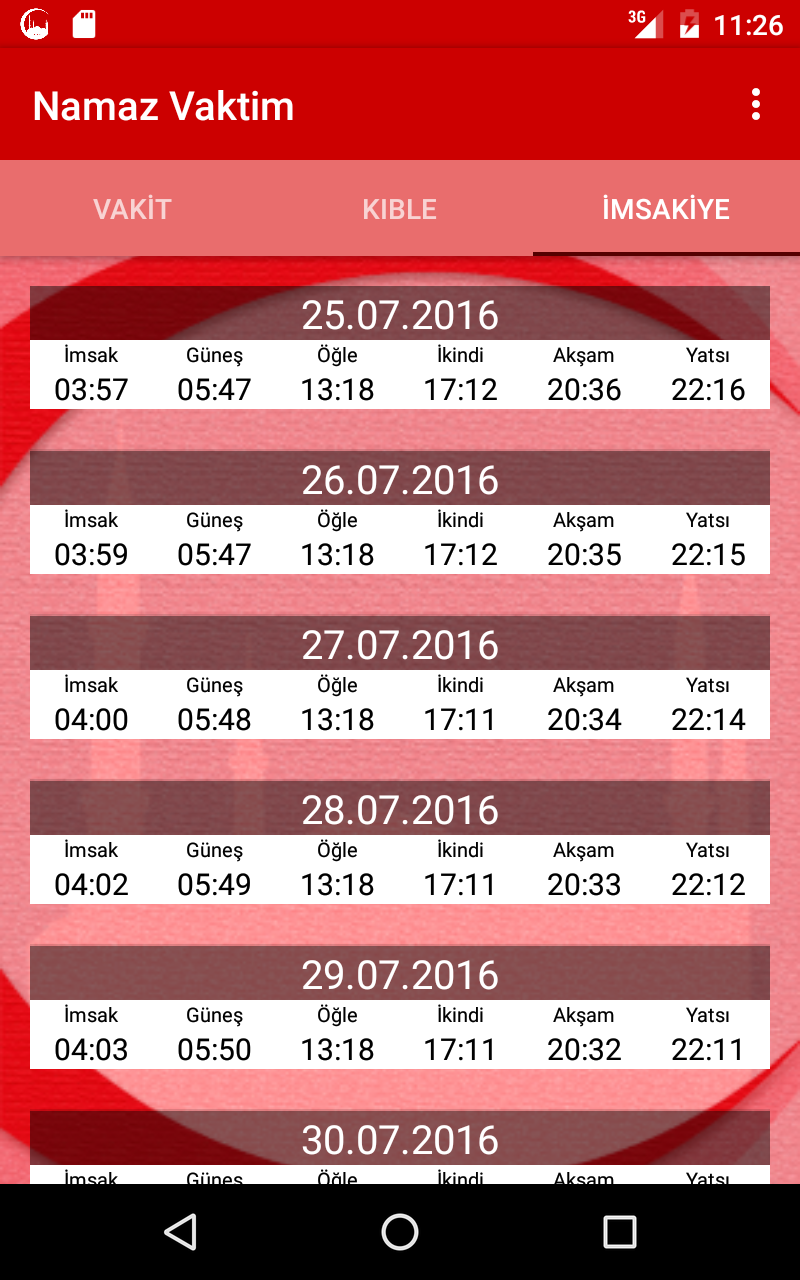 3G 11:26
Namaz Vaktim
VAKİT KIBLE İMSAKİYE
25.07.2016
İmsak Güneş Öğle İkindi Akşam Yatsı
03:57 05:47 13:18 17:12 20:36 22:16
26.07.2016
İmsak Güneş Öğle İkindi Akşam Yatsı
03:59 05:47 13:18 17:12 20:35 22:15
27.07.2016
İmsak Güneş Öğle İkindi Akşam Yatsı
04:00 05:48 13:18 17:11 20:34 22:14
28.07.2016
İmsak Güneş Öğle İkindi Akşam Yatsı
04:02 05:49 13:18 17:11 20:33 22:12
29.07.2016
İmsak Güneş Öğle İkindi Akşam Yatsı
04:03 05:50 13:18 17:11 20:32 22:11
30.07.2016
İmsak Güneş Öğle İkindi Akşam Yatsı